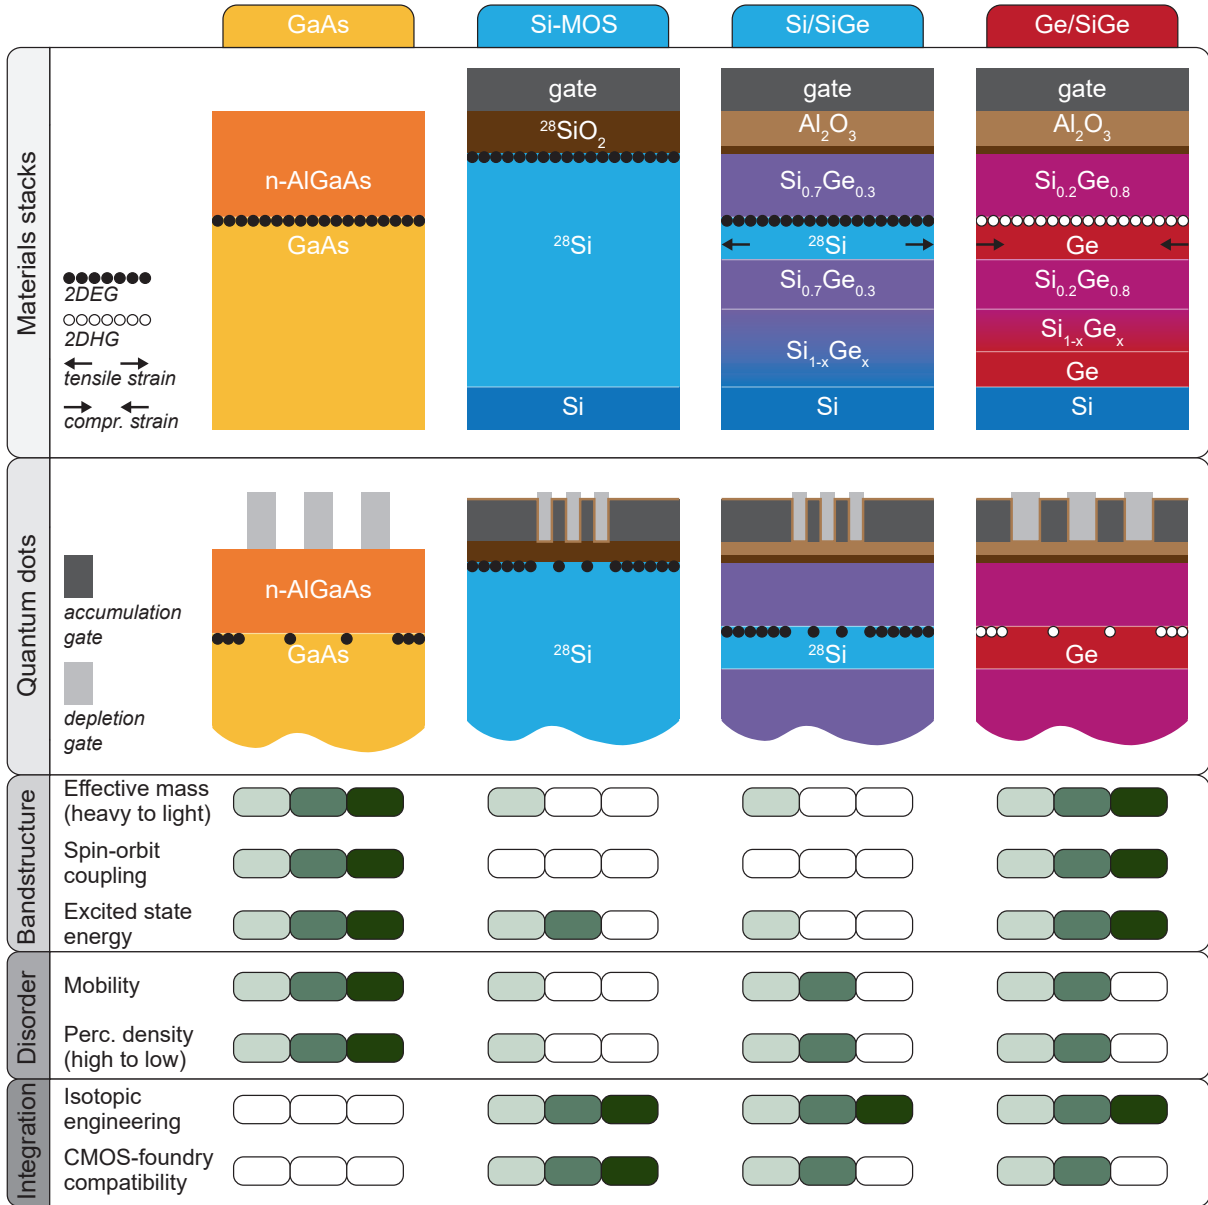 GaAs
Si-MOS
Si/SiGe
Ge/SiGe
Materials stacks
2DEG
2DHG
tensile strain
compr. strain
n-AlGaAs
GaAs
gate
²⁸SiO₂
²⁸Si
Si
gate
Al₂O₃
Si₀.₇Ge₀.₃
²⁸Si
Si₀.₇Ge₀.₃
Si₁₋ₓGeₓ
Si
gate
Al₂O₃
Si₀.₂Ge₀.₈
Ge
Si₀.₂Ge₀.₈
Si₁₋ₓGeₓ
Ge
Si
Quantum dots
accumulation
gate
depletion
gate
n-AlGaAs
GaAs
²⁸Si
²⁸Si
Ge
Bandstructure
Effective mass
(heavy to light)
Spin-orbit
coupling
Excited state
energy
Disorder
Mobility
Perc. density
(high to low)
Integration
Isotopic
engineering
CMOS-foundry
compatibility